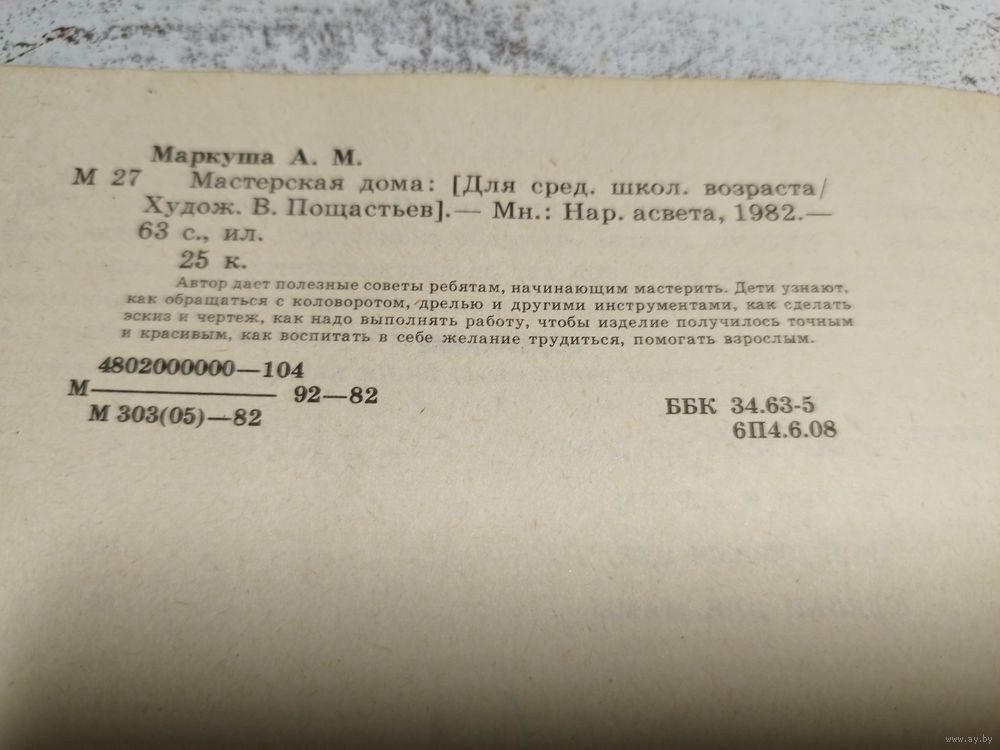 Маркуша А. М.
М 27 Мастерская дома: [Для сред. школ. возраста/
Худож. В. Пощастьев].— Мн.: Нар. асвета, 1982.—
63 с., ил.
25 к.
Автор дает полезные советы ребятам, начинающим мастерить. Дети узнают,
как обращаться с коловоротом, дрелью и другими инструментами, как сделать
эскиз и чертеж, как надо выполнять работу, чтобы изделие получилось точным
и красивым, как воспитать в себе желание трудиться, помогать взрослым.
4802000000—104
М——— 92—82
М 303(05)—82
ББК 34.63-5
6П4.6.08
www.ay.by